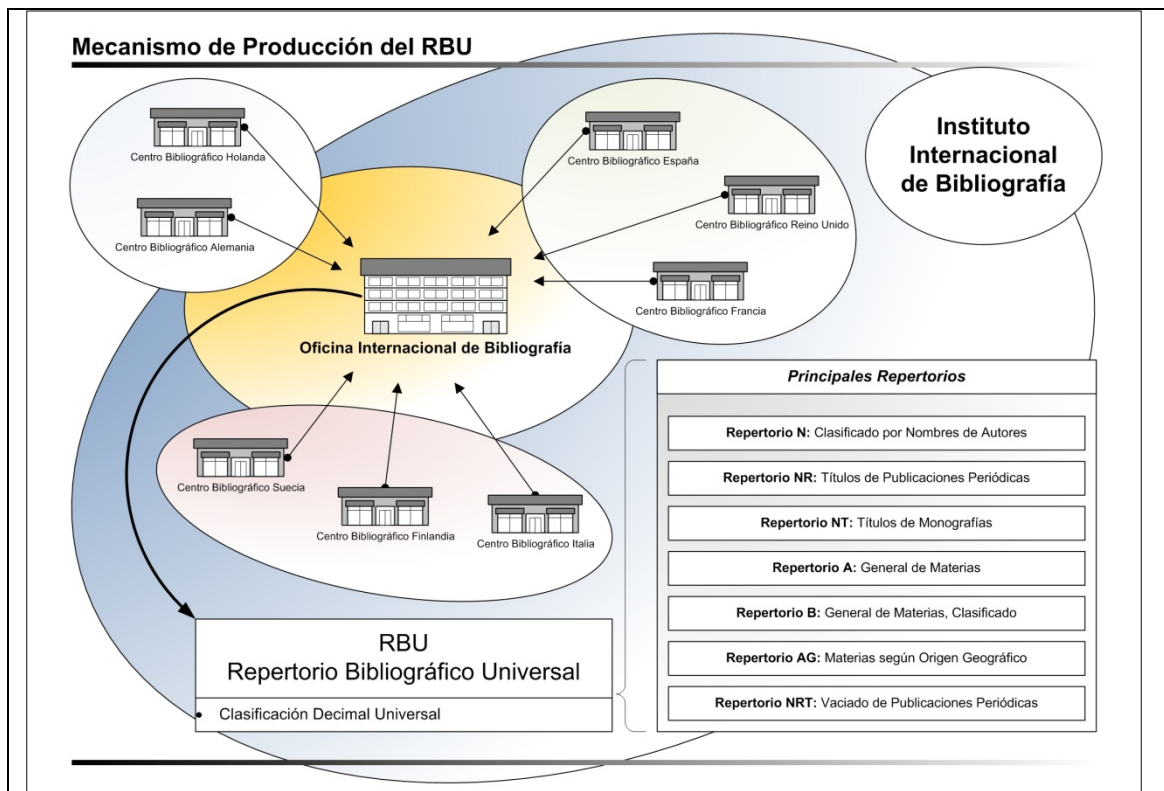 Mecanismo de Producción del RBU
Centro Bibliográfico Holanda
Centro Bibliográfico Alemania
Centro Bibliográfico España
Centro Bibliográfico Reino Unido
Centro Bibliográfico Francia
Instituto
Internacional
de Bibliografía
Oficina Internacional de Bibliografía
Centro Bibliográfico Suecia
Centro Bibliográfico Finlandia
Centro Bibliográfico Italia
RBU
Repertorio Bibliográfico Universal
Clasificación Decimal Universal
Principales Repertorios
Repertorio N: Clasificado por Nombres de Autores
Repertorio NR: Títulos de Publicaciones Periódicas
Repertorio NT: Títulos de Monografías
Repertorio A: General de Materias
Repertorio B: General de Materias, Clasificado
Repertorio AG: Materias según Origen Geográfico
Repertorio NRT: Vaciado de Publicaciones Periódicas